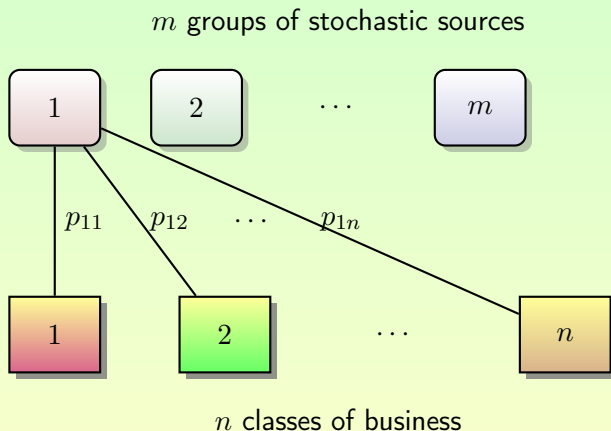 m groups of stochastic sources
1 2 ⋯ m
p₁₁ p₁₂ ⋯ p₁ₙ
1 2 ⋯ n
n classes of business